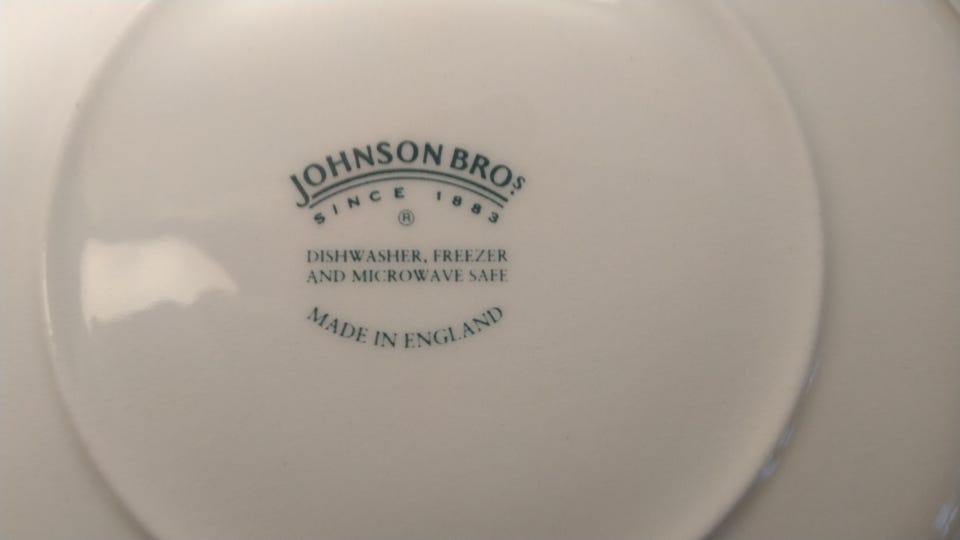 JOHNSON BROS
SINCE 1883
®
DISHWASHER, FREEZER
AND MICROWAVE SAFE
MADE IN ENGLAND